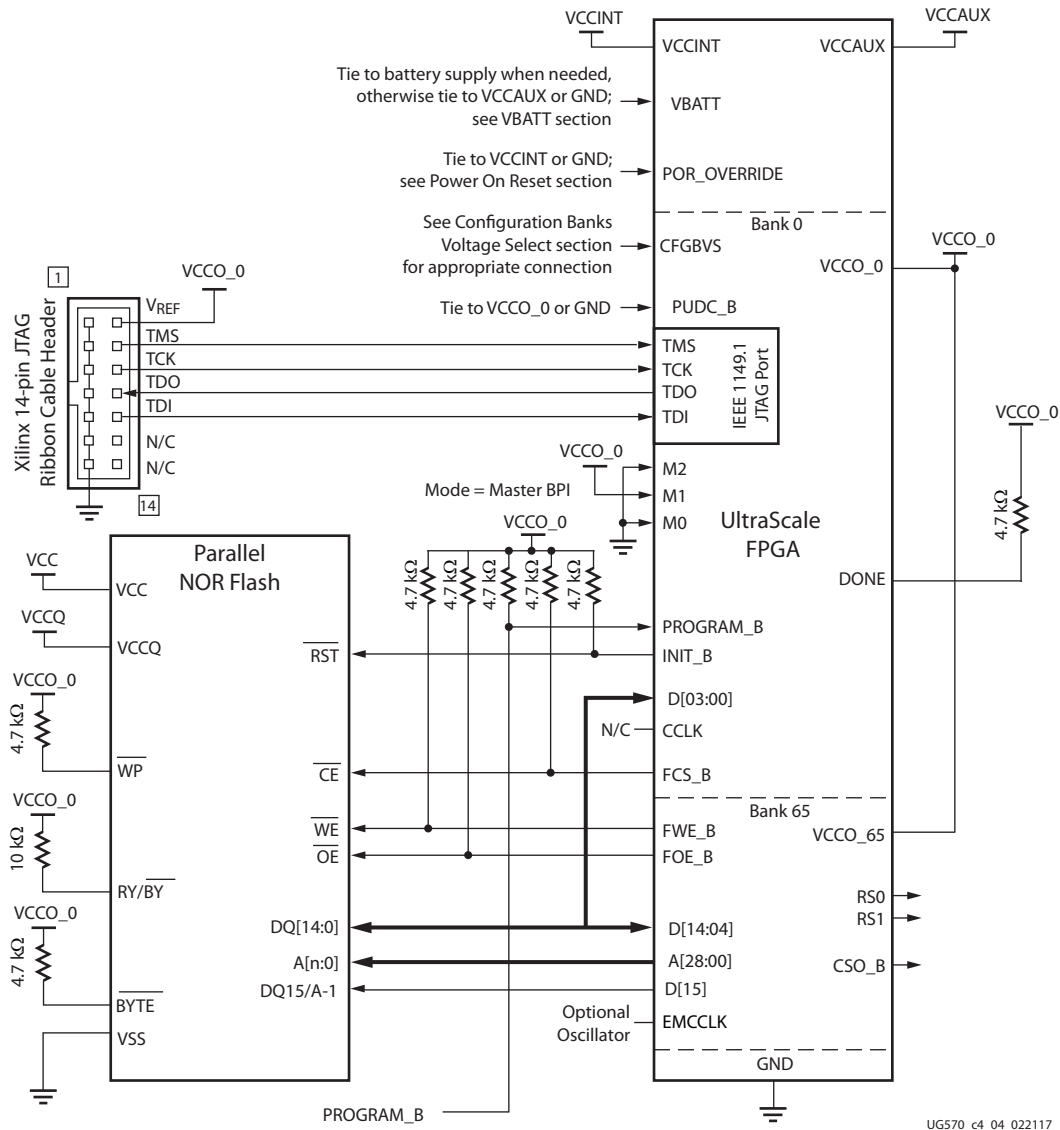 VCCINT
VCCAUX
VCCINT
VCCAUX
Tie to battery supply when needed,
otherwise tie to VCCAUX or GND;
see VBATT section
VBATT
Tie to VCCINT or GND;
see Power On Reset section
POR_OVERRIDE
Bank 0
See Configuration Banks
Voltage Select section
for appropriate connection
CFGBVS
VCCO_0
VCCO_0
Tie to VCCO_0 or GND
PUDC_B
1
VCCO_0
VREF
TMS
TCK
TDO
TDI
N/C
N/C
14
Xilinx 14-pin JTAG
Ribbon Cable Header
TMS
TCK
TDO
TDI
IEEE 1149.1
JTAG Port
VCCO_0
4.7 kΩ
VCCO_0
M2
M1
M0
Mode = Master BPI
UltraScale
FPGA
VCCO_0
4.7 kΩ
4.7 kΩ
4.7 kΩ
4.7 kΩ
4.7 kΩ
DONE
Parallel
NOR Flash
VCC
VCC
VCCQ
VCCQ
PROGRAM_B
RST
INIT_B
VCCO_0
4.7 kΩ
WP
D[03:00]
N/C
CCLK
CE
FCS_B
Bank 65
VCCO_65
VCCO_0
10 kΩ
RY/BY
WE
FWE_B
OE
FOE_B
RS0
RS1
VCCO_0
4.7 kΩ
BYTE
DQ[14:0]
D[14:04]
A[n:0]
A[28:00]
CSO_B
DQ15/A-1
D[15]
Optional
Oscillator
EMCCLK
VSS
GND
PROGRAM_B
UG570_c4_04_022117